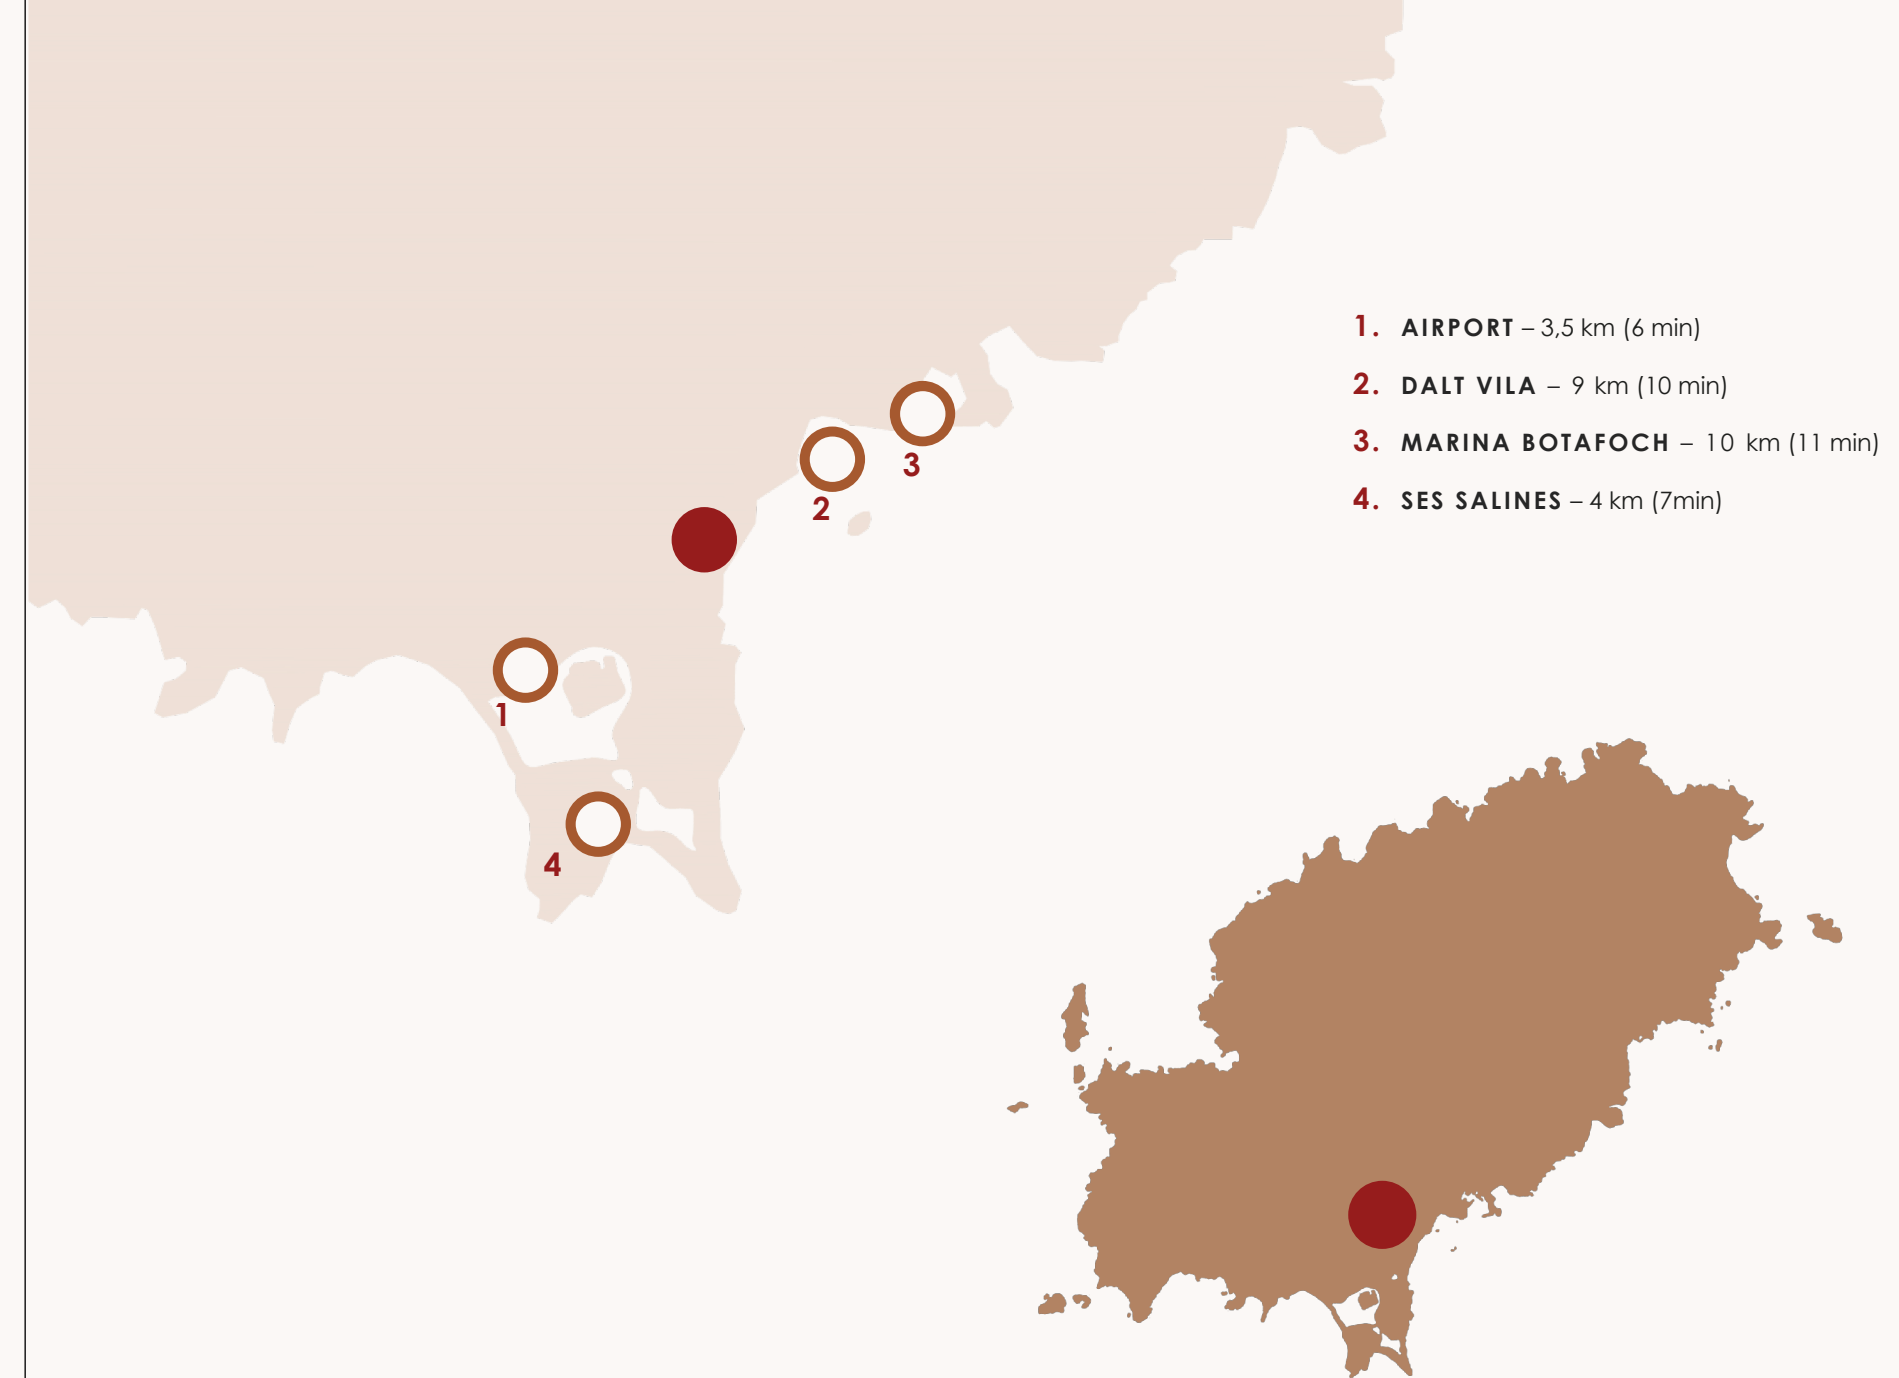 1. AIRPORT – 3,5 km (6 min)
2. DALT VILA – 9 km (10 min)
3. MARINA BOTAFOCH – 10 km (11 min)
4. SES SALINES – 4 km (7min)
3
2
1
4